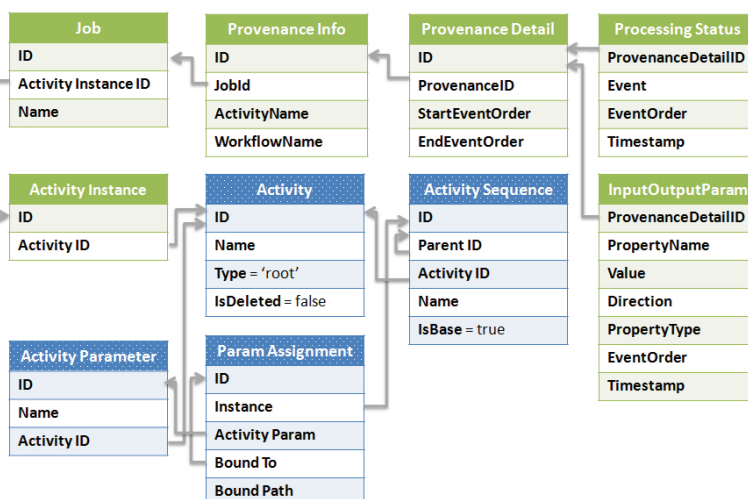 Job
ID
Activity Instance ID
Name
Provenance Info
ID
JobId
ActivityName
WorkflowName
Provenance Detail
ID
ProvenanceID
StartEventOrder
EndEventOrder
Processing Status
ProvenanceDetailID
Event
EventOrder
Timestamp
Activity Instance
ID
Activity ID
Activity
ID
Name
Type = ‘root’
IsDeleted = false
Activity Sequence
ID
Parent ID
Activity ID
Name
IsBase = true
InputOutputParam
ProvenanceDetailID
PropertyName
Value
Direction
PropertyType
EventOrder
Timestamp
Activity Parameter
ID
Name
Activity ID
Param Assignment
ID
Instance
Activity Param
Bound To
Bound Path